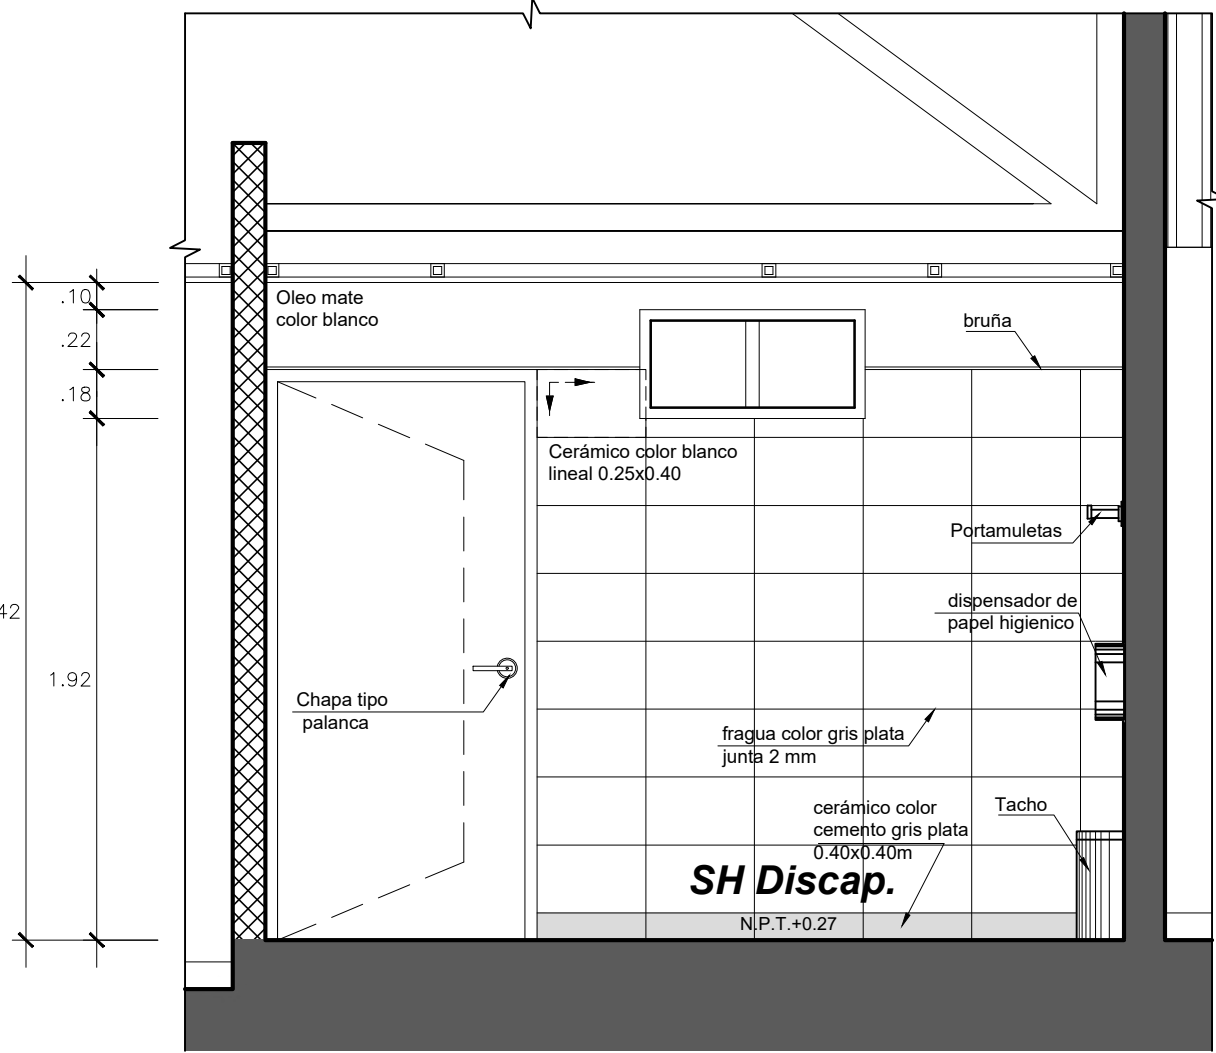 .10
Oleo mate
color blanco
.22
bruña
.18
Cerámico color blanco
lineal 0.25x0.40
Portamuletas
dispensador de
papel higienico
42
1.92
Chapa tipo
palanca
fragua color gris plata
junta 2 mm
cerámico color
cemento gris plata
0.40x0.40m
Tacho
SH Discap.
N.P.T.+0.27